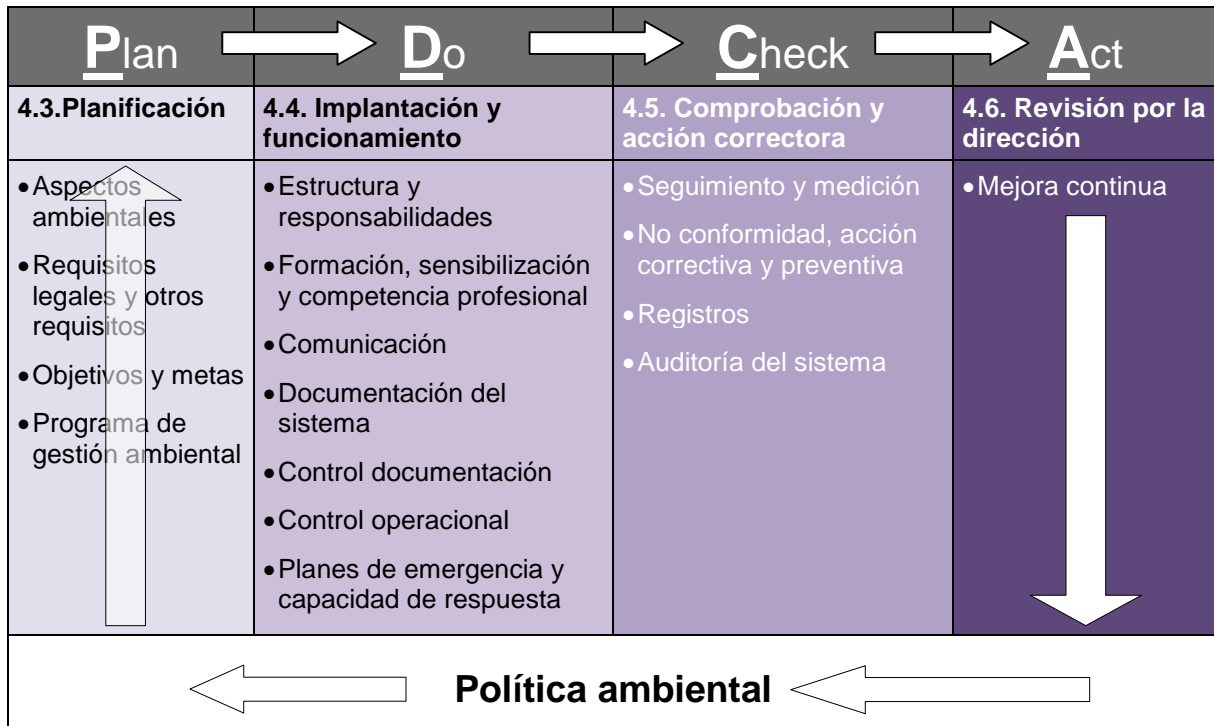 Plan
Do
Check
Act
4.3.Planificación
4.4. Implantación y
funcionamiento
4.5. Comprobación y
acción correctora
4.6. Revisión por la
dirección
•Aspectos
ambientales
•Requisitos
legales y otros
requisitos
•Objetivos y metas
•Programa de
gestión ambiental
•Estructura y
responsabilidades
•Formación, sensibilización
y competencia profesional
•Comunicación
•Documentación del
sistema
•Control documentación
•Control operacional
•Planes de emergencia y
capacidad de respuesta
•Seguimiento y medición
•No conformidad, acción
correctiva y preventiva
•Registros
•Auditoría del sistema
•Mejora continua
Política ambiental